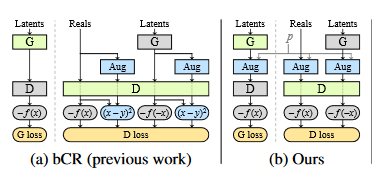 Latents Reals Latents Latents Reals Latents
G G G p G
Aug Aug Aug Aug Aug
D D D D
−f(x) −f(x) (x−y)² −f(−x) (x−y)² −f(x) −f(x) −f(−x)
G loss D loss G loss D loss
(a) bCR (previous work) (b) Ours